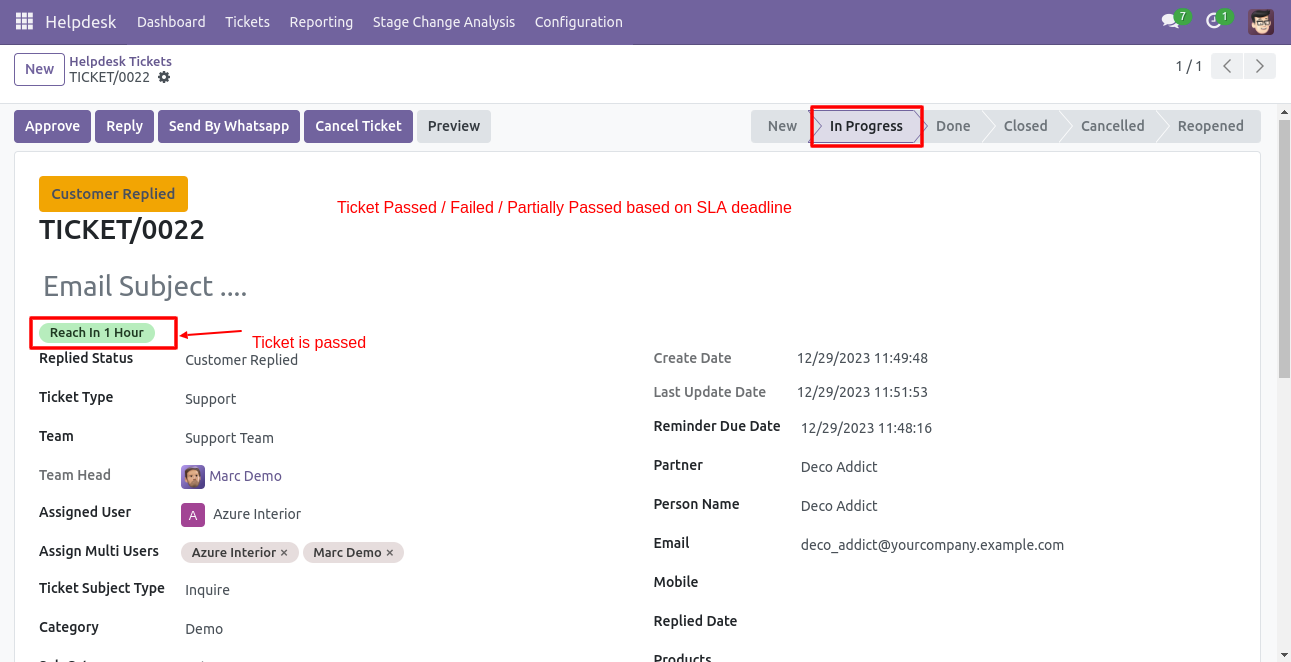 Helpdesk Dashboard Tickets Reporting Stage Change Analysis Configuration 7 1
New Helpdesk Tickets
TICKET/0022
1 / 1
Approve Reply Send By Whatsapp Cancel Ticket Preview New In Progress Done Closed Cancelled Reopened
Customer Replied
Ticket Passed / Failed / Partially Passed based on SLA deadline
TICKET/0022
Email Subject ....
Reach In 1 Hour
Ticket is passed
Replied Status Customer Replied
Ticket Type Support
Team Support Team
Team Head Marc Demo
Assigned User A Azure Interior
Assign Multi Users Azure Interior × Marc Demo ×
Ticket Subject Type Inquire
Category Demo
Create Date 12/29/2023 11:49:48
Last Update Date 12/29/2023 11:51:53
Reminder Due Date 12/29/2023 11:48:16
Partner Deco Addict
Person Name Deco Addict
Email deco_addict@yourcompany.example.com
Mobile
Replied Date
Products